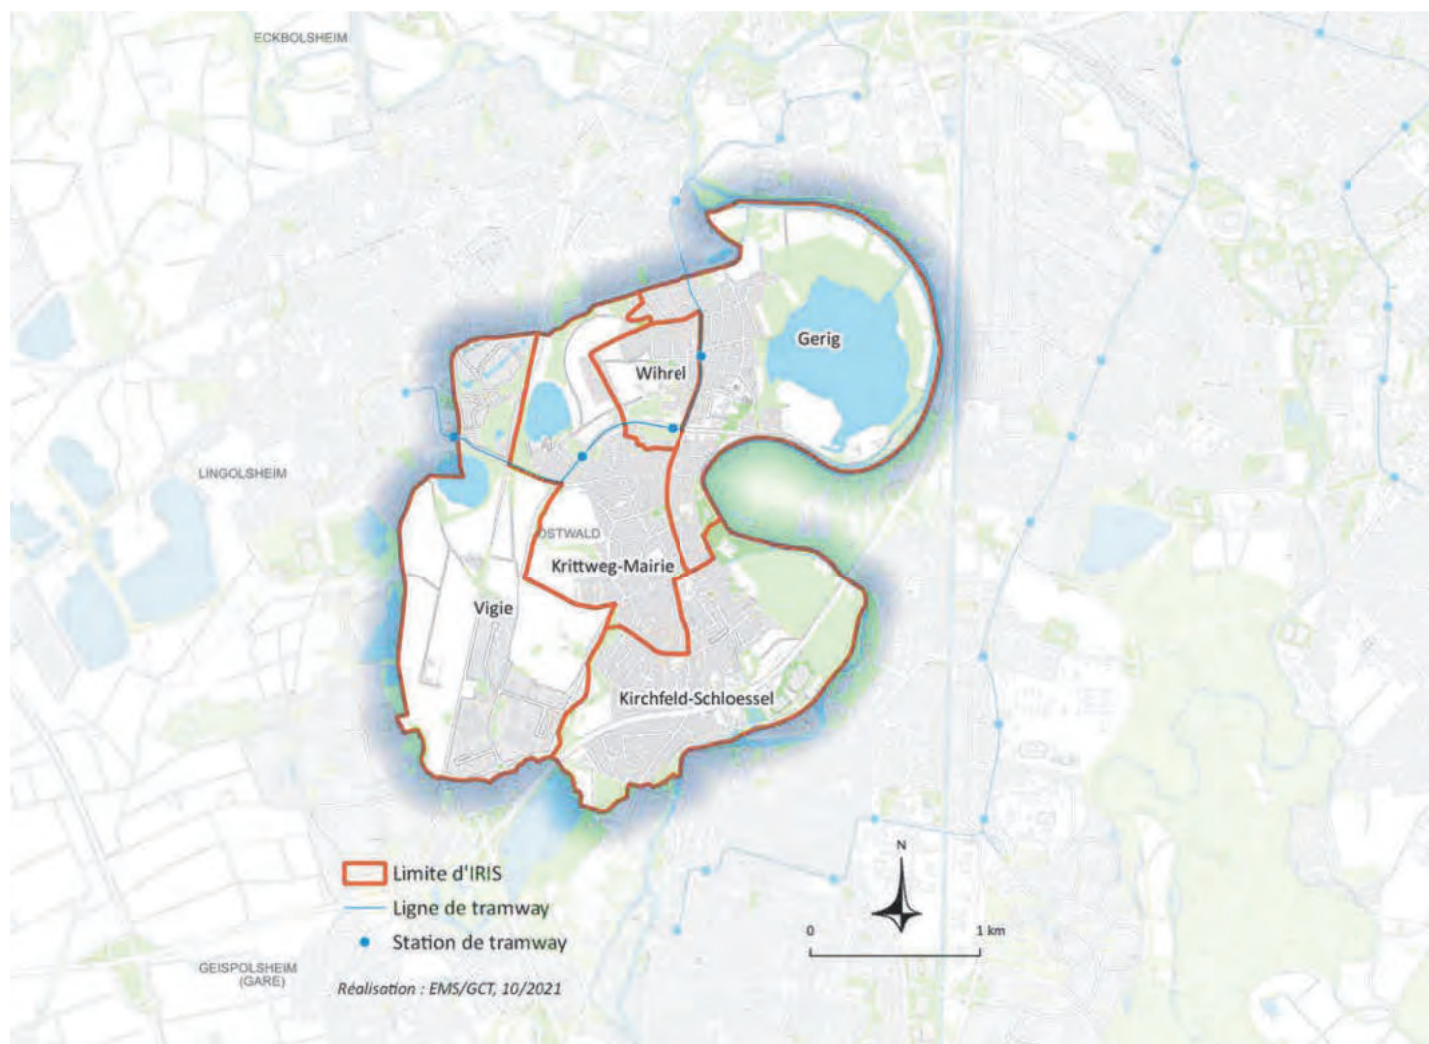 ECKBOLSHEIM
Gerig
Wihrel
LINGOLSHEIM
OSTWALD
Krittweg-Mairie
Vigie
Kirchfeld-Schloessel
N
Limite d'IRIS
Ligne de tramway
0 1 km
Station de tramway
GEISPOLSHEIM
(GARE)
Réalisation : EMS/GCT, 10/2021